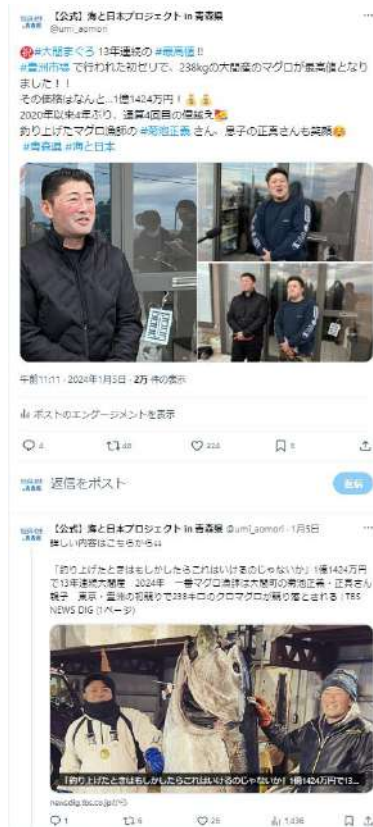 【公式】海と日本プロジェクト in 青森県
@umi_aomori
㊗#大間まぐろ 13年連続の #最高値‼
#豊洲市場 で行われた初セリで、238kgの大間産のマグロが最高値となり
ました！！
その価格はなんと…1億1424万円！💰💰
2020年以来4年ぶり、通算4回目の億越え
釣り上げたマグロ漁師の #菊池正義 さん、息子の正真さんも笑顔😊
#青森県 #海と日本
午前11:11 · 2024年1月5日 · 2万 件の表示
ポストのエンゲージメントを表示
4 224
返信をポスト
返信
【公式】海と日本プロジェクト in 青森県 @umi_aomori · 1月5日
詳しい内容はこちらから
「釣り上げたときはもしかしたらこれはいけるのじゃないか」1億1424万円
で13年連続大間産 2024年 一番マグロ漁師は大間町の菊池正義・正真さん
親子 東京・豊洲の初競りで238キロのクロマグロが競り落とされる | TBS
NEWS DIG (1ページ)
「釣り上げたときはもしかしたらこれはいけるのじゃないか」1億1424万円で13…
newsdig.tbs.co.jpから
1 6 26 1,436